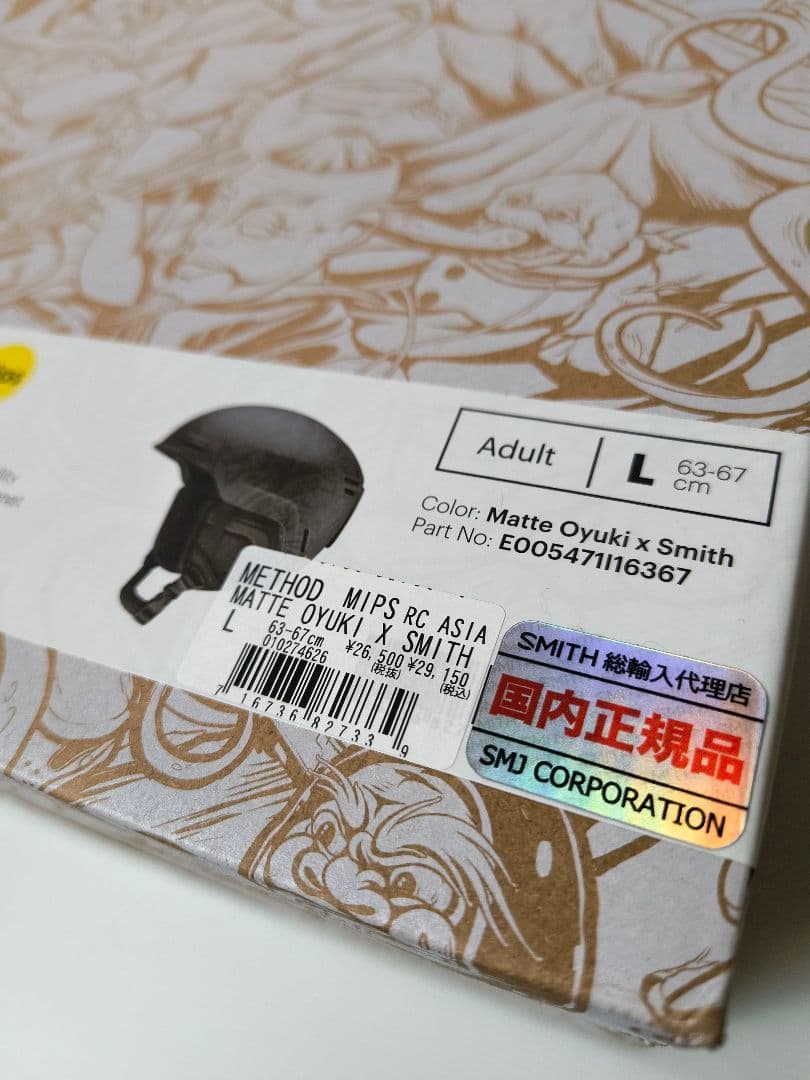 Adult L 63-67 cm
Color: Matte Oyuki x Smith
Part No: E005471I16367
METHOD MIPS RC ASIA
MATTE OYUKI X SMITH
L 63-67cm ¥26,500 ¥29,150
010274626 (税抜) (税込)
7 16736 82733 9
SMITH 総輸入代理店
国内正規品
SMJ CORPORATION